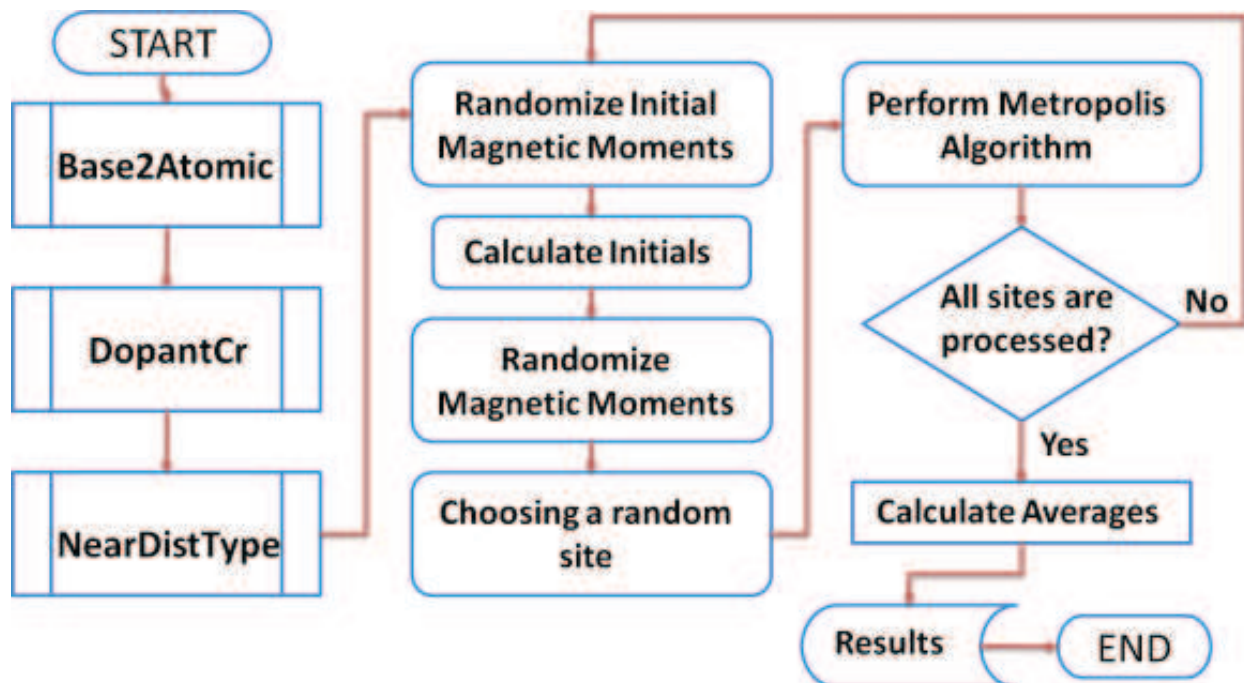 START
Base2Atomic
DopantCr
NearDistType
Randomize Initial
Magnetic Moments
Calculate Initials
Randomize
Magnetic Moments
Choosing a random
site
Perform Metropolis
Algorithm
All sites are
processed?
No
Yes
Calculate Averages
Results
END